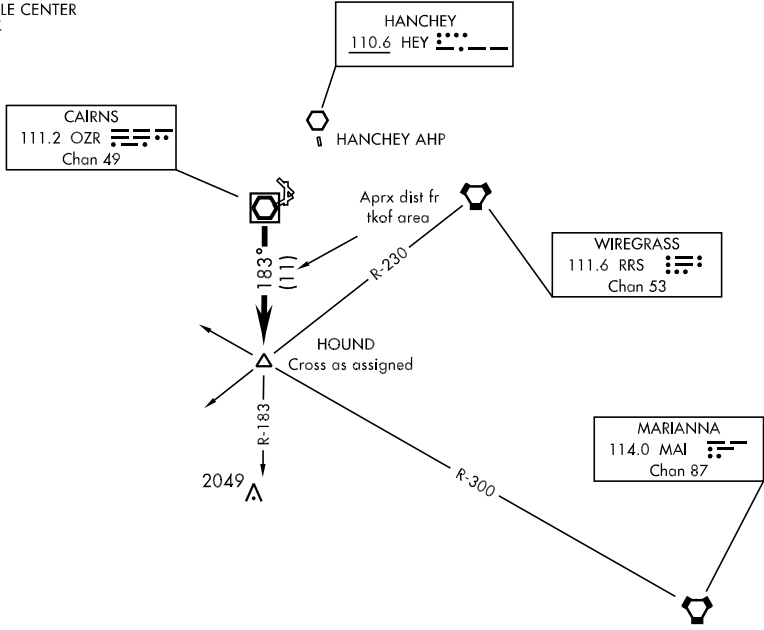 LE CENTER
HANCHEY
110.6 HEY
HANCHEY AHP
CAIRNS
111.2 OZR
Chan 49
Aprx dist fr
tkof area
183°
(11)
R-230
WIREGRASS
111.6 RRS
Chan 53
HOUND
Cross as assigned
R-183
2049
R-300
MARIANNA
114.0 MAI
Chan 87